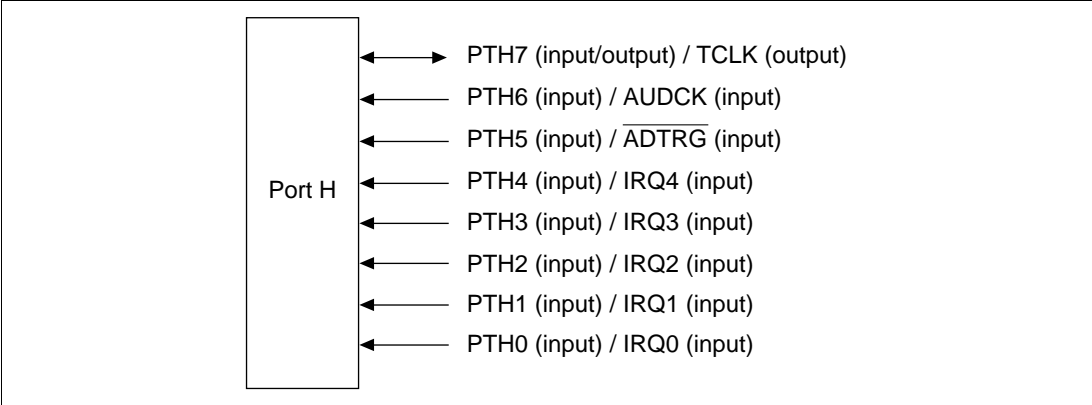 PTH7 (input/output) / TCLK (output)
PTH6 (input) / AUDCK (input)
PTH5 (input) / A̅D̅T̅R̅G̅ (input)
Port H
PTH4 (input) / IRQ4 (input)
PTH3 (input) / IRQ3 (input)
PTH2 (input) / IRQ2 (input)
PTH1 (input) / IRQ1 (input)
PTH0 (input) / IRQ0 (input)